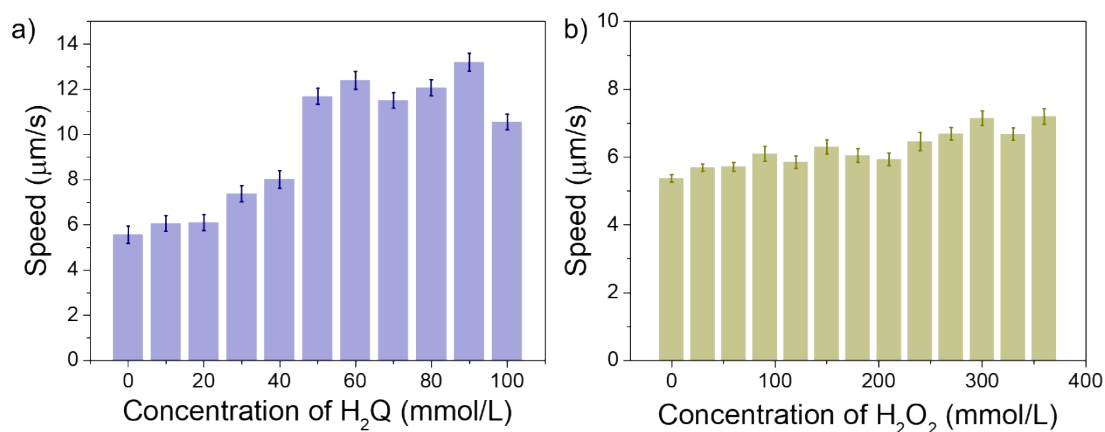 a)
14
12
10
8
6
4
2
0
Speed (μm/s)
0 20 40 60 80 100
Concentration of H₂Q (mmol/L)
b)
10
8
6
4
2
0
Speed (μm/s)
0 100 200 300 400
Concentration of H₂O₂ (mmol/L)